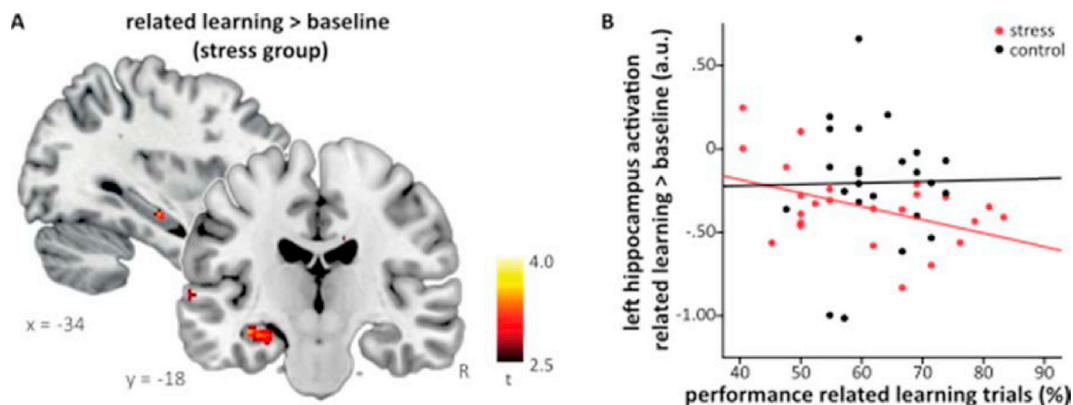 A
related learning > baseline
(stress group)
x = -34
y = -18
R
4.0
2.5
t
B
stress
control
left hippocampus activation
related learning > baseline (a.u.)
.50
0
-.50
-1.00
40 50 60 70 80 90
performance related learning trials (%)